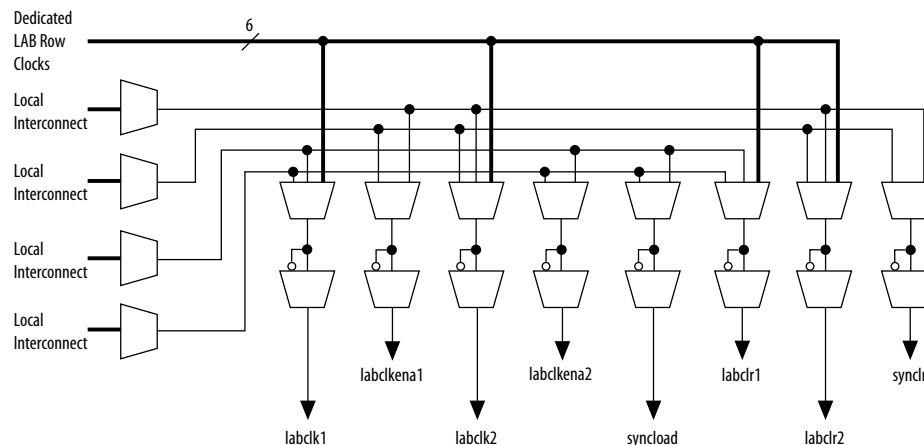 Dedicated
LAB Row
Clocks
6
Local
Interconnect
Local
Interconnect
Local
Interconnect
Local
Interconnect
labclkena1
labclkena2
labclr1
synclr
labclk1
labclk2
syncload
labclr2